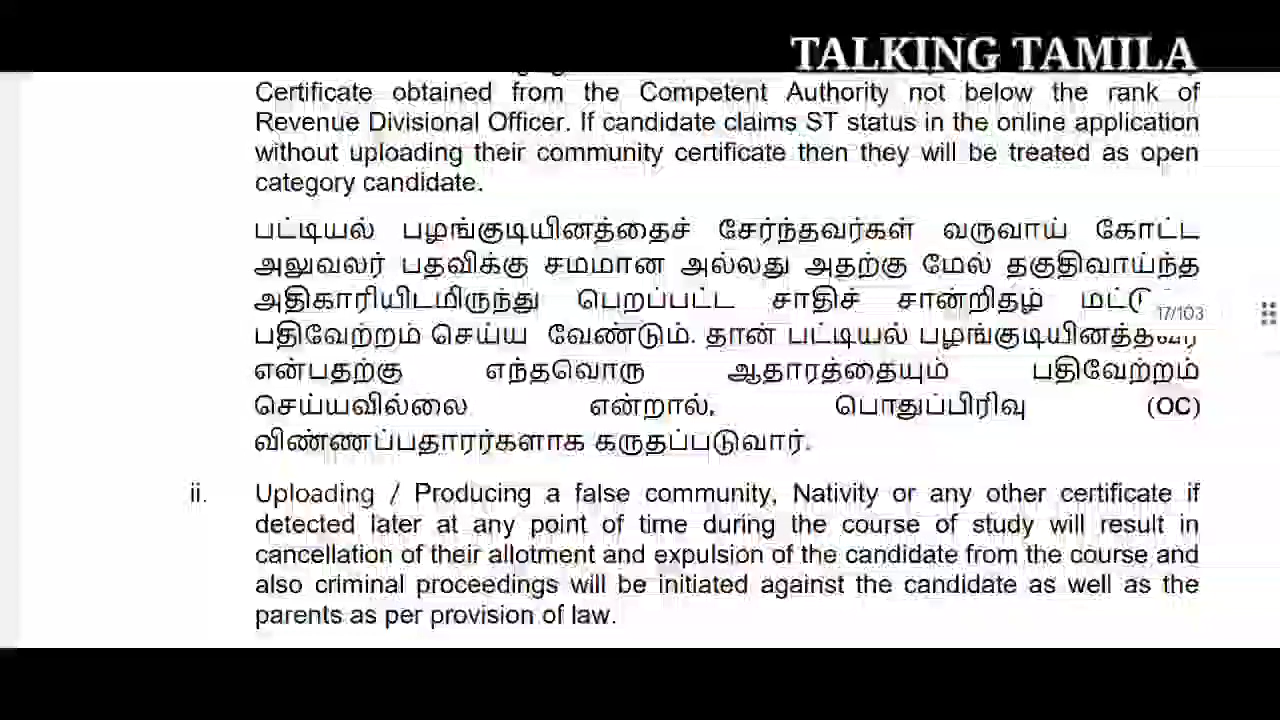 TALKING TAMILA
Certificate obtained from the Competent Authority not below the rank of
Revenue Divisional Officer. If candidate claims ST status in the online application
without uploading their community certificate then they will be treated as open
category candidate.
பட்டியல் பழங்குடியினத்தைச் சேர்ந்தவர்கள் வருவாய் கோட்ட
அலுவலர் பதவிக்கு சமமான அல்லது அதற்கு மேல் தகுதிவாய்ந்த
அதிகாரியிடமிருந்து பெறப்பட்ட சாதிச் சான்றிதழ்
17/103
பதிவேற்றம் செய்ய வேண்டும். தான் பட்டியல்
என்பதற்கு எந்தவொரு ஆதாரத்தையும் பதிவேற்றம்
செய்யவில்லை என்றால், பொதுப்பிரிவு (OC)
விண்ணப்பதாரர்களாக கருதப்படுவார்.
ii. Uploading / Producing a false community, Nativity or any other certificate if
detected later at any point of time during the course of study will result in
cancellation of their allotment and expulsion of the candidate from the course and
also criminal proceedings will be initiated against the candidate as well as the
parents as per provision of law.